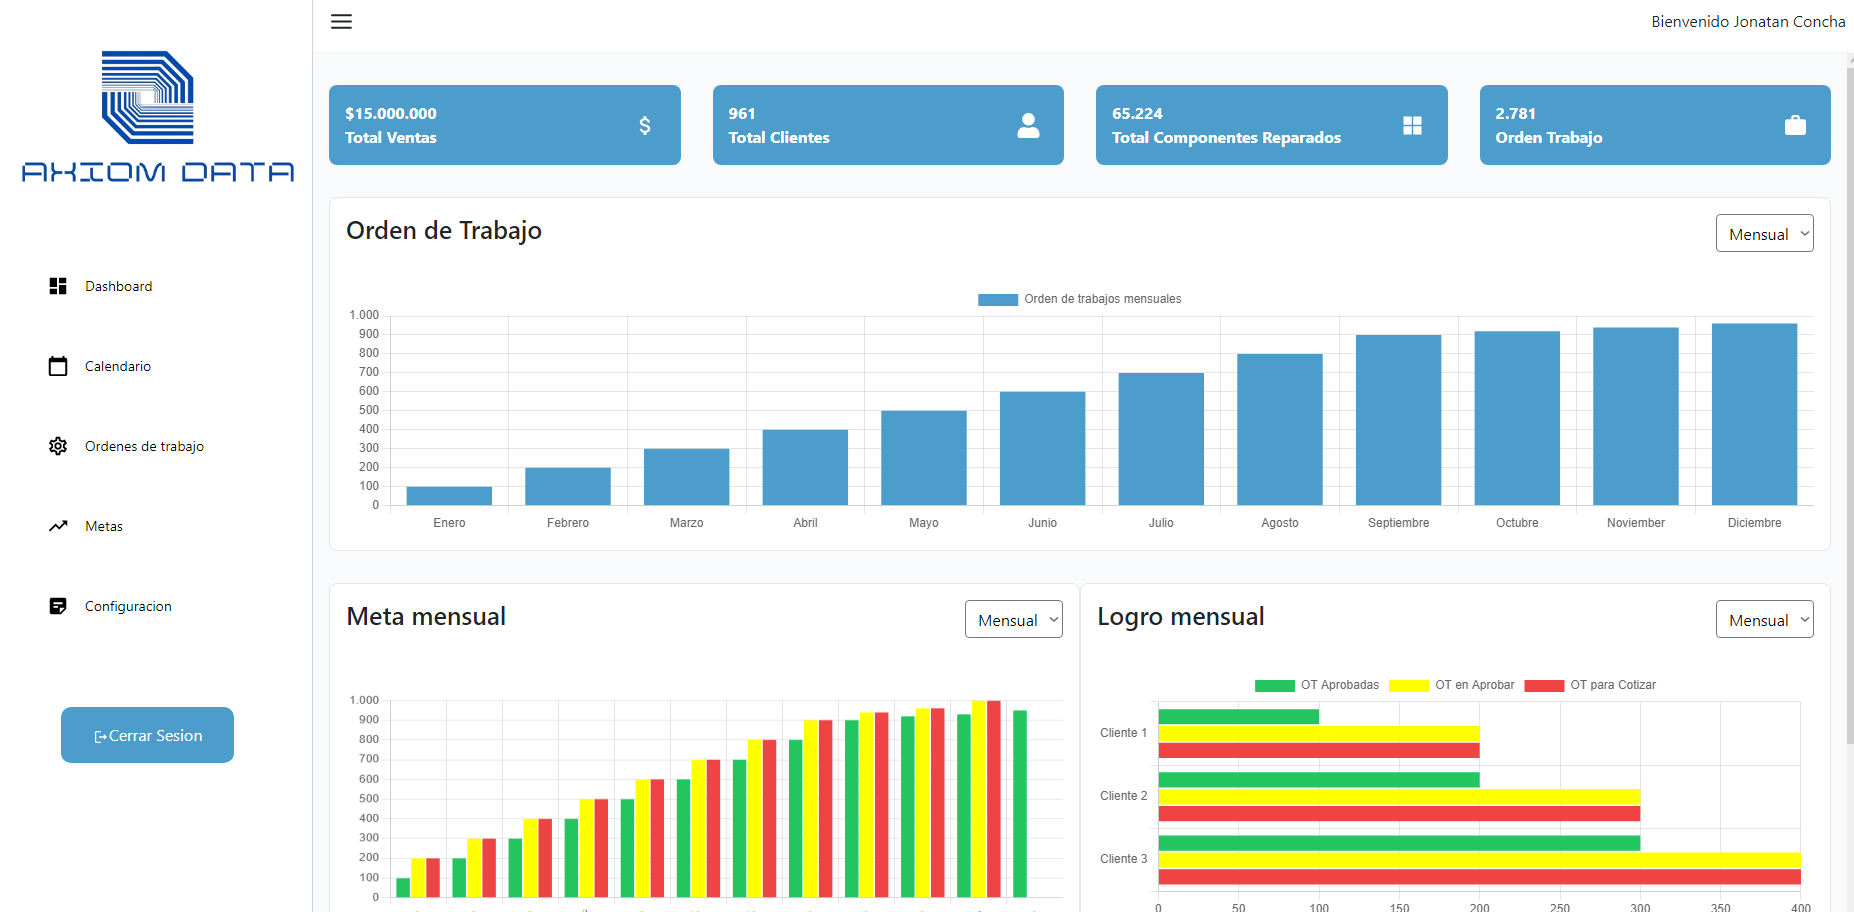 Bienvenido Jonatan Concha
AXIOM DATA
Dashboard
Calendario
Ordenes de trabajo
Metas
Configuracion
Cerrar Sesion
$15.000.000
Total Ventas
961
Total Clientes
65.224
Total Componentes Reparados
2.781
Orden Trabajo
Orden de Trabajo
Mensual
Orden de trabajos mensuales
1.000
900
800
700
600
500
400
300
200
100
0
Enero
Febrero
Marzo
Abril
Mayo
Junio
Julio
Agosto
Septiembre
Octubre
Noviember
Diciembre
Meta mensual
Mensual
1.000
900
800
700
600
500
400
300
200
100
0
Logro mensual
Mensual
OT Aprobadas
OT en Aprobar
OT para Cotizar
Cliente 1
Cliente 2
Cliente 3
0
50
100
150
200
250
300
350
400